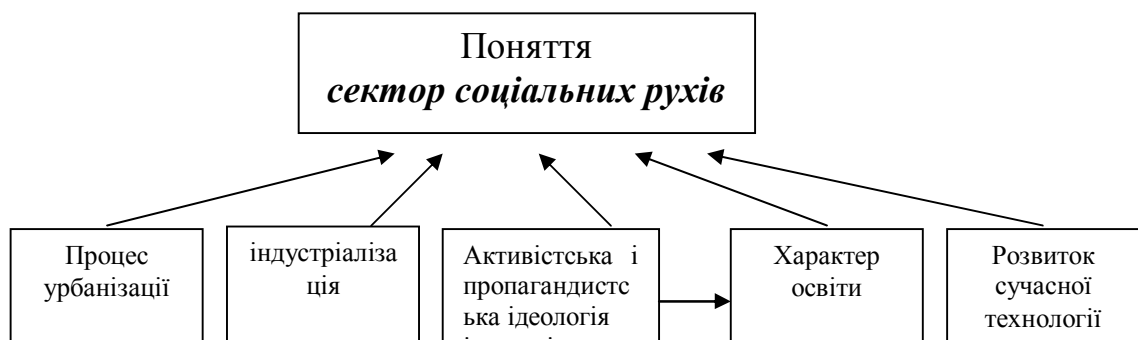 Поняття
сектор соціальних рухів
Процес
урбанізації
індустріаліза
ція
Активістська і
пропагандистс
ька ідеологія
Характер
освіти
Розвиток
сучасної
технології